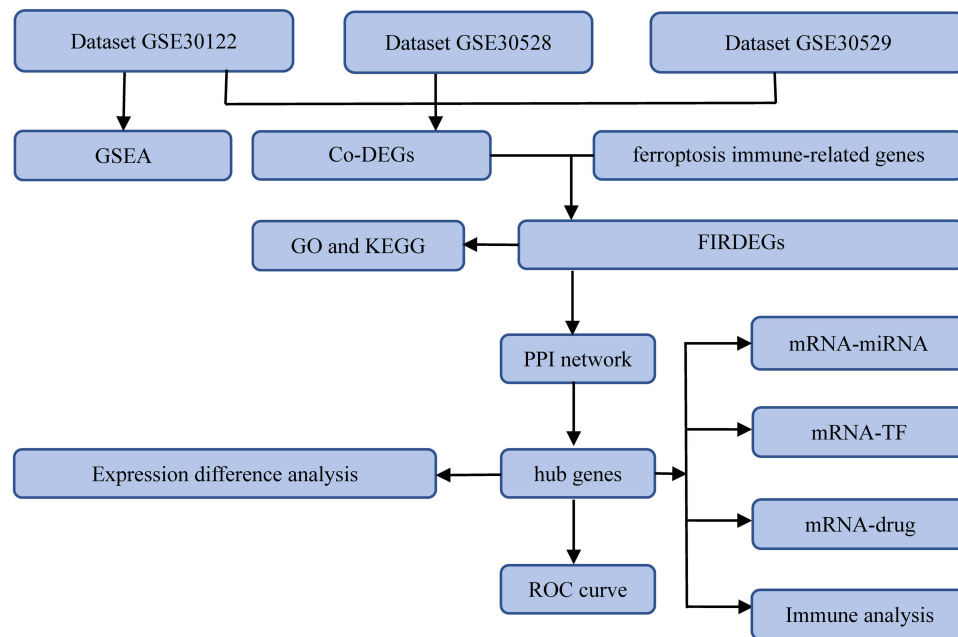 Dataset GSE30122
Dataset GSE30528
Dataset GSE30529
GSEA
Co-DEGs
ferroptosis immune-related genes
GO and KEGG
FIRDEGs
PPI network
mRNA-miRNA
mRNA-TF
Expression difference analysis
hub genes
mRNA-drug
ROC curve
Immune analysis